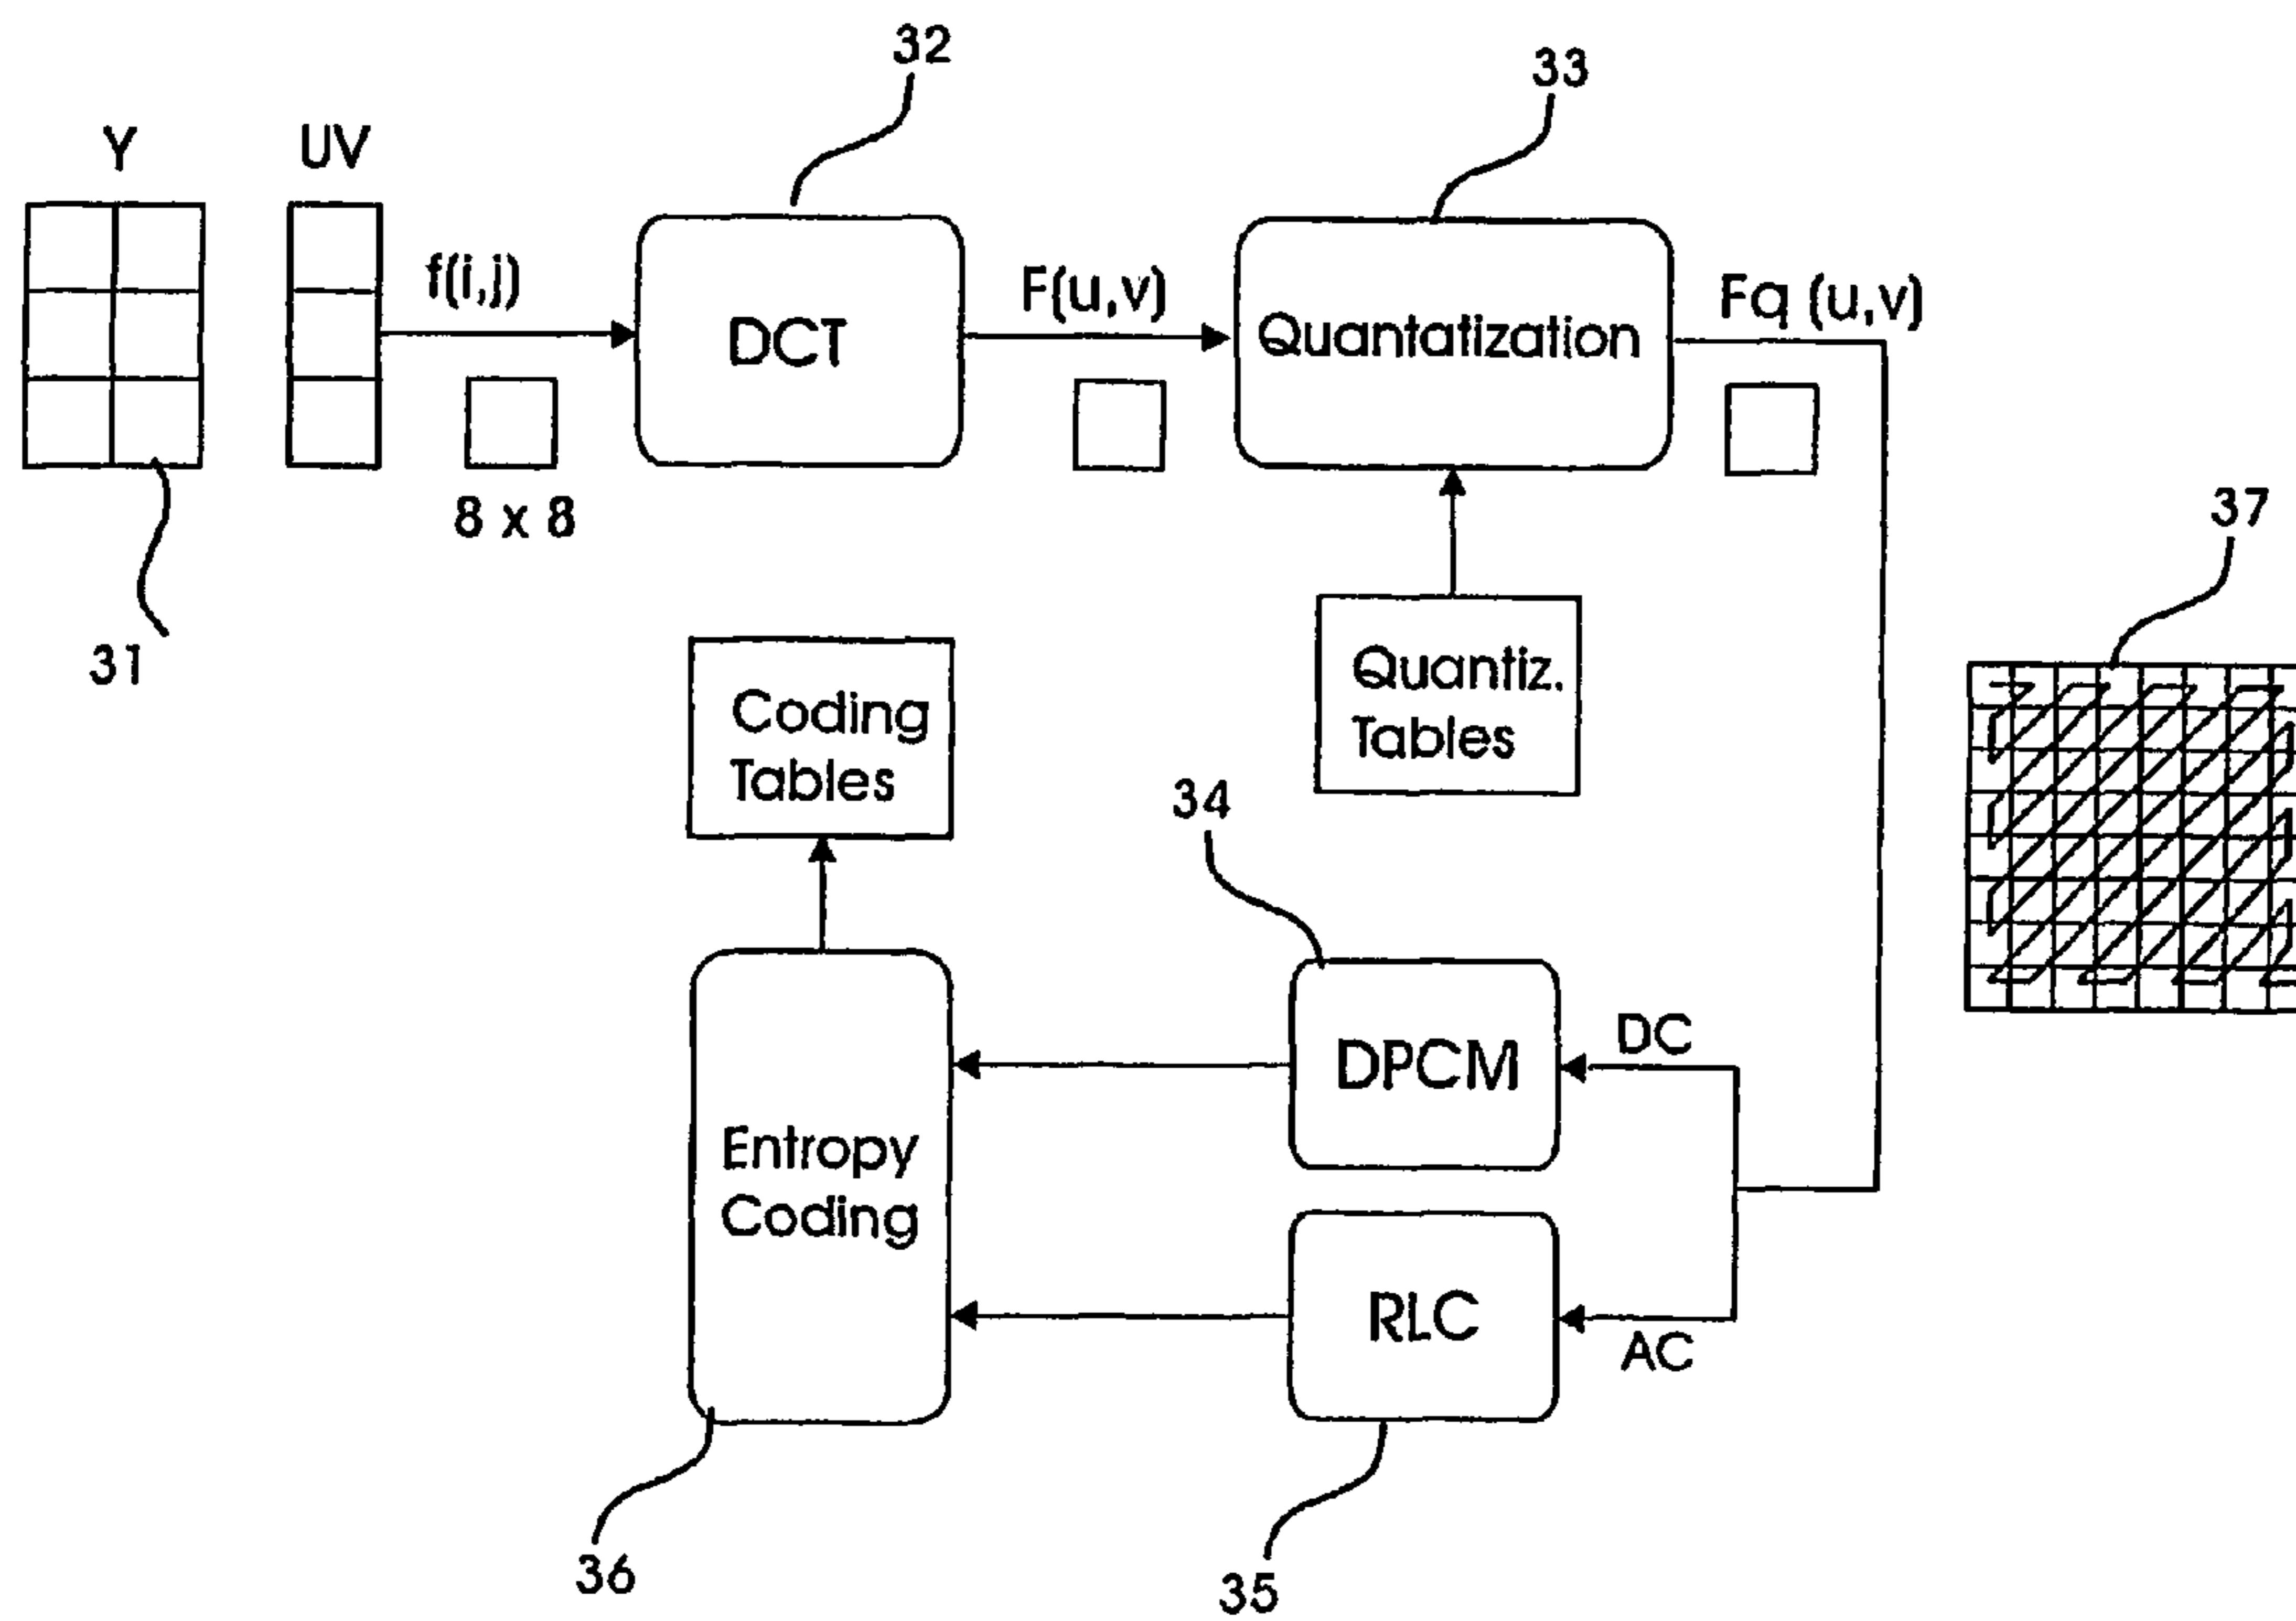 32
33
Y
UV
f(i,j)
F(u,v)
Fq (u,v)
DCT
Quantatization
8 x 8
37
31
Quantiz.
Tables
Coding
Tables
34
DC
DPCM
Entropy
Coding
RLC
AC
36
35